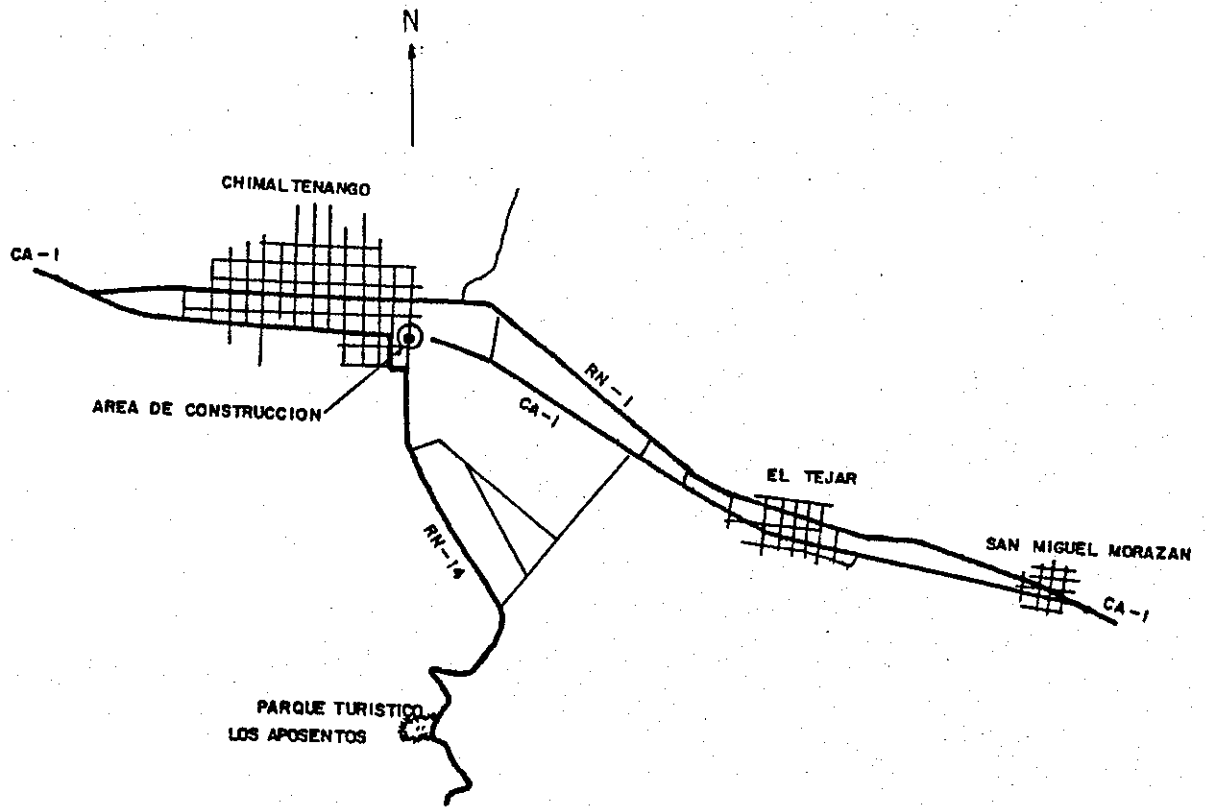 N
CHIMALTENANGO
CA-1
RN-1
AREA DE CONSTRUCCION
CA-1
EL TEJAR
RN-14
SAN MIGUEL MORAZAN
CA-1
PARQUE TURISTICO
LOS APOSENTOS